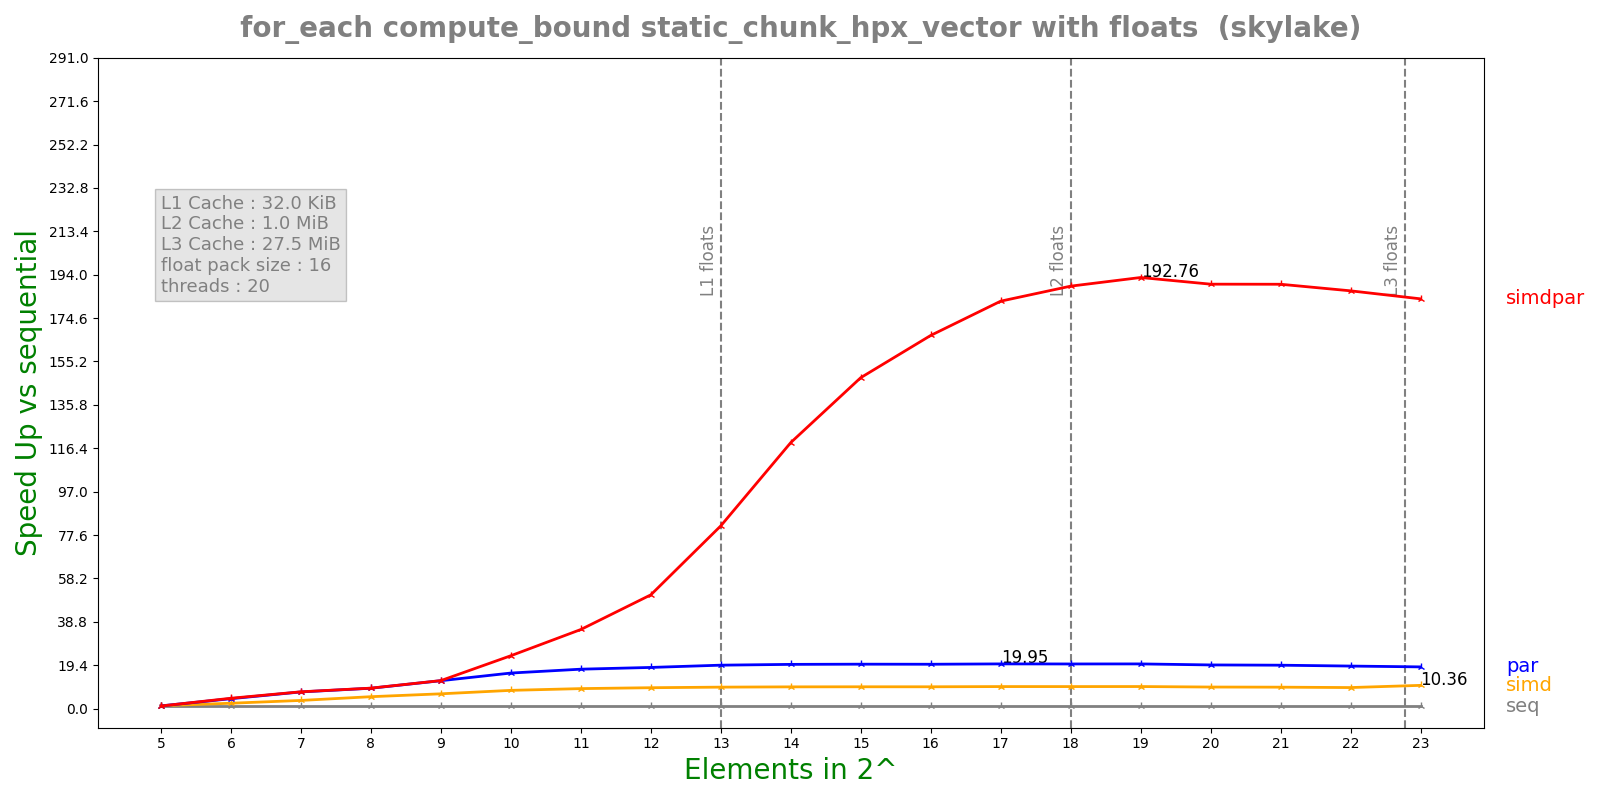 for_each compute_bound static_chunk_hpx_vector with floats  (skylake)
Speed Up vs sequential
291.0
271.6
252.2
232.8
213.4
194.0
174.6
155.2
135.8
116.4
97.0
77.6
58.2
38.8
19.4
0.0
L1 Cache : 32.0 KiB
L2 Cache : 1.0 MiB
L3 Cache : 27.5 MiB
float pack size : 16
threads : 20
L1 floats
L2 floats
L3 floats
192.76
19.95
10.36
simdpar
par
simd
seq
5 6 7 8 9 10 11 12 13 14 15 16 17 18 19 20 21 22 23
Elements in 2^